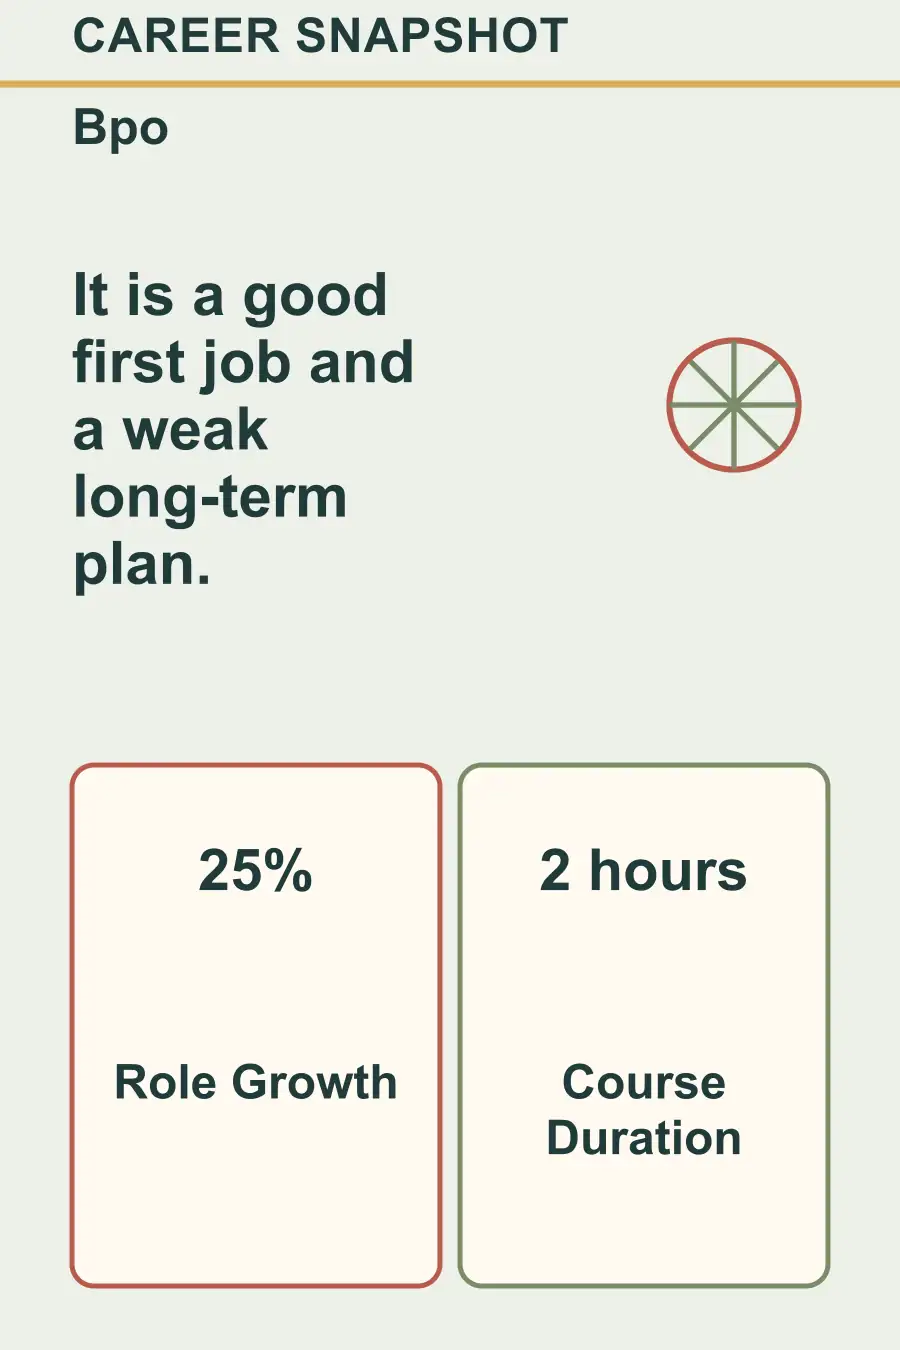 CAREER SNAPSHOT
Bpo
It is a good
first job and
a weak
long-term
plan.
25%
Role Growth
2 hours
Course
Duration